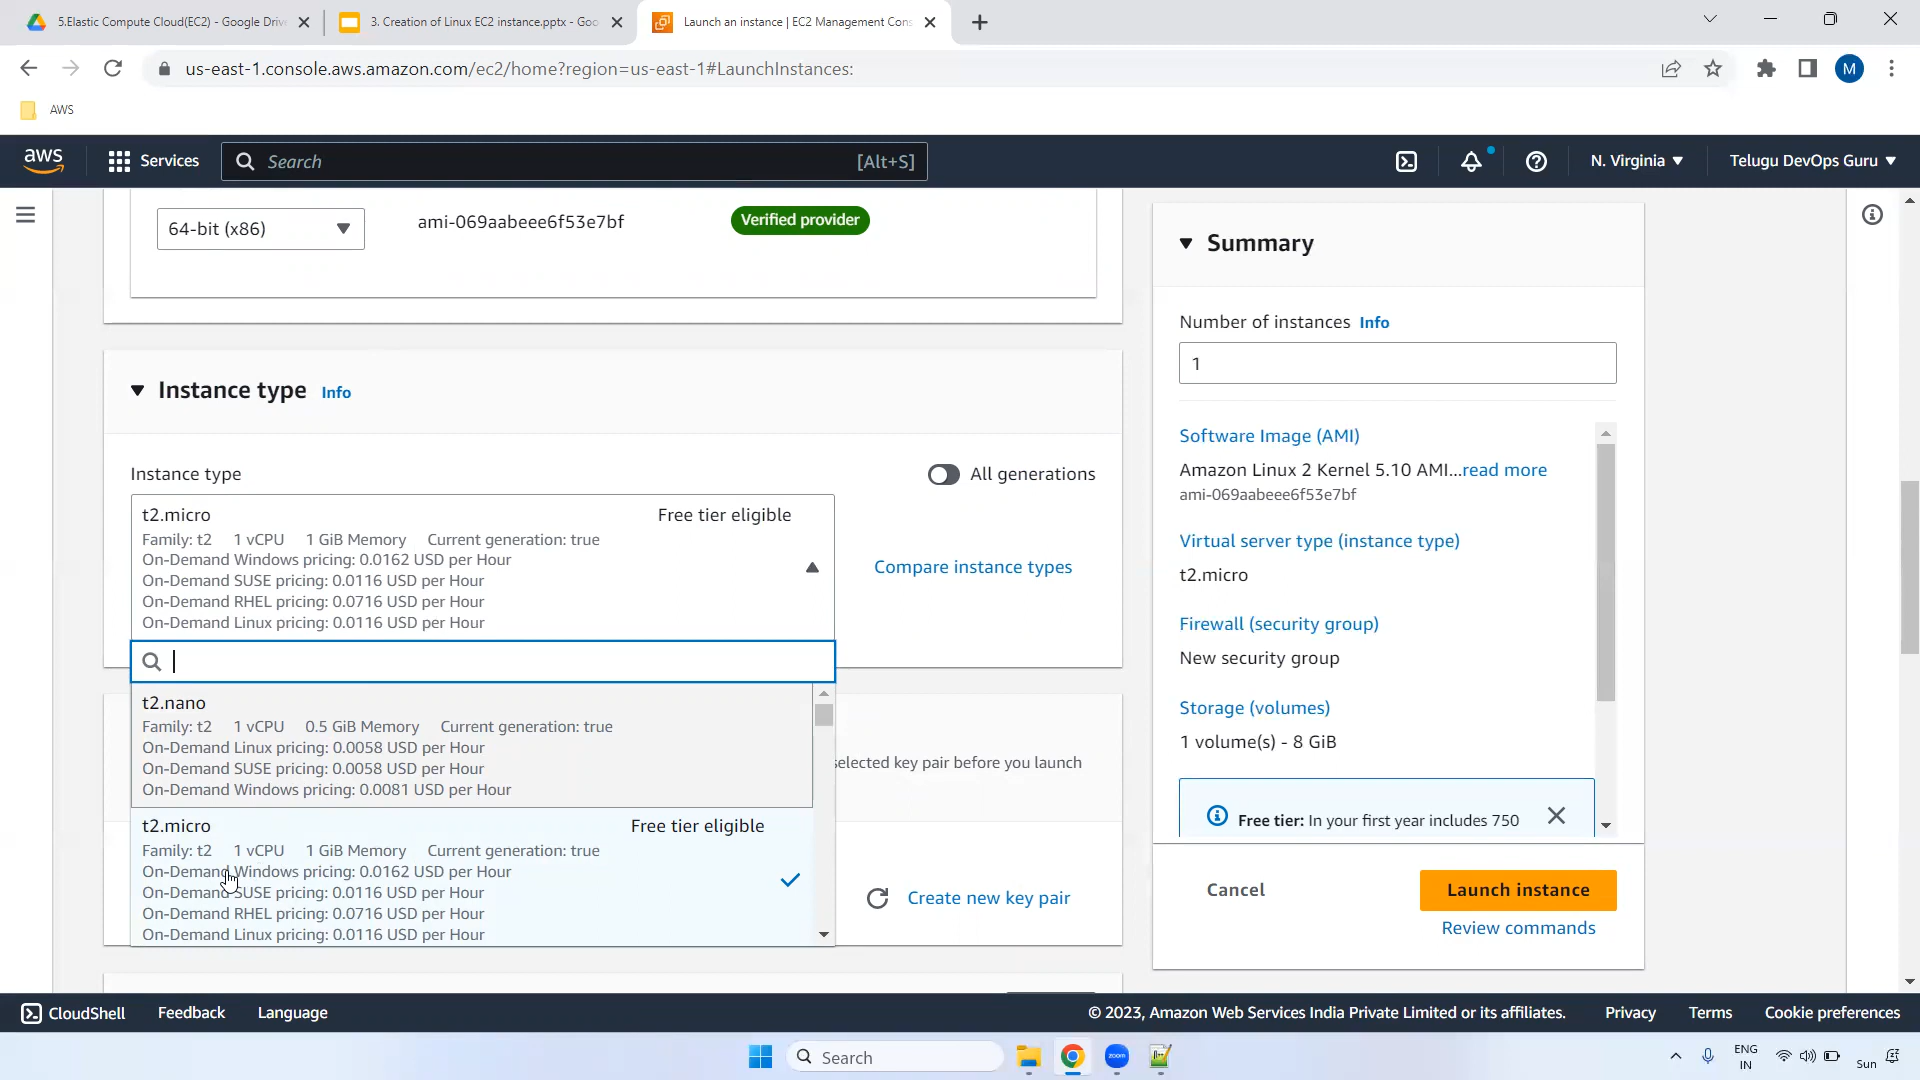 5.Elastic Compute Cloud(EC2) - Google Driv
3. Creation of Linux EC2 instance.pptx - Goo
Launch an instance | EC2 Management Cons
us-east-1.console.aws.amazon.com/ec2/home?region=us-east-1#LaunchInstances:
M
AWS
aws
Services
Search
[Alt+S]
N. Virginia
Telugu DevOps Guru
64-bit (x86)
ami-069aabeee6f53e7bf
Verified provider
Instance type Info
Instance type
All generations
t2.micro
Free tier eligible
Family: t2 1 vCPU 1 GiB Memory Current generation: true
On-Demand Windows pricing: 0.0162 USD per Hour
On-Demand SUSE pricing: 0.0116 USD per Hour
On-Demand RHEL pricing: 0.0716 USD per Hour
On-Demand Linux pricing: 0.0116 USD per Hour
Compare instance types
t2.nano
Family: t2 1 vCPU 0.5 GiB Memory Current generation: true
On-Demand Linux pricing: 0.0058 USD per Hour
On-Demand SUSE pricing: 0.0058 USD per Hour
On-Demand Windows pricing: 0.0081 USD per Hour
selected key pair before you launch
t2.micro
Free tier eligible
Family: t2 1 vCPU 1 GiB Memory Current generation: true
On-Demand Windows pricing: 0.0162 USD per Hour
On-Demand SUSE pricing: 0.0116 USD per Hour
On-Demand RHEL pricing: 0.0716 USD per Hour
On-Demand Linux pricing: 0.0116 USD per Hour
Create new key pair
Summary
Number of instances Info
1
Software Image (AMI)
Amazon Linux 2 Kernel 5.10 AMI...read more
ami-069aabeee6f53e7bf
Virtual server type (instance type)
t2.micro
Firewall (security group)
New security group
Storage (volumes)
1 volume(s) - 8 GiB
Free tier: In your first year includes 750
Cancel
Launch instance
Review commands
CloudShell
Feedback
Language
© 2023, Amazon Web Services India Private Limited or its affiliates.
Privacy
Terms
Cookie preferences
Search
zoom
ENG
IN
Sun